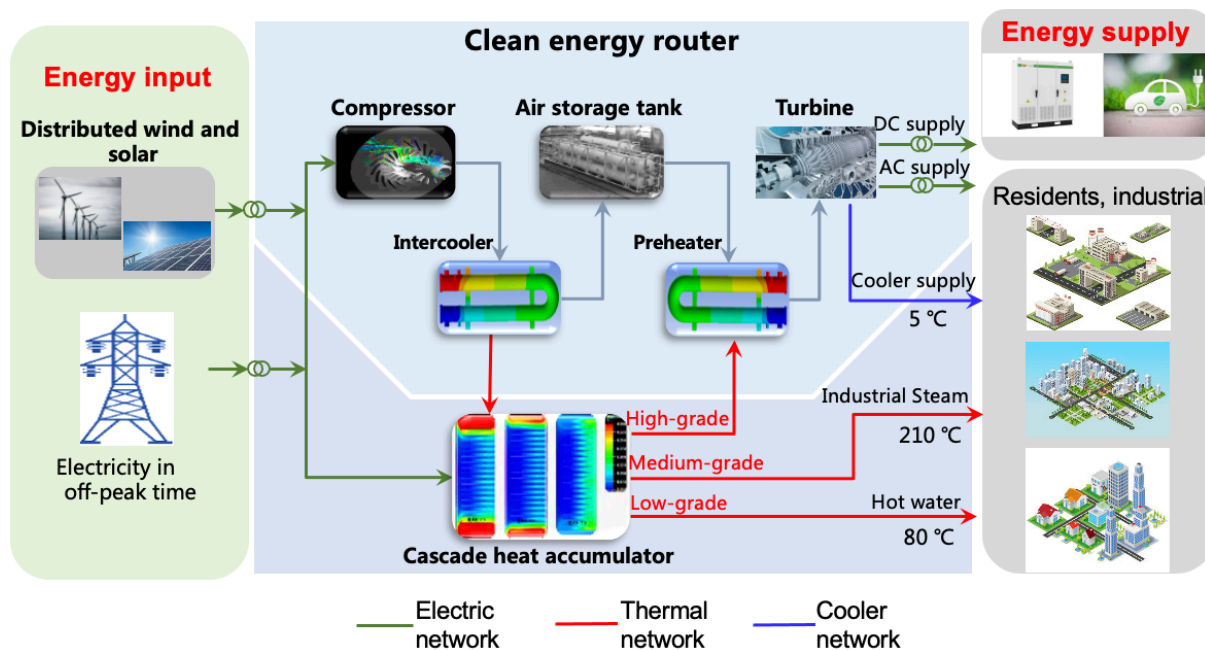 Clean energy router
Energy input
Distributed wind and
solar
Electricity in
off-peak time
Compressor
Air storage tank
Turbine
Intercooler
Preheater
Cascade heat accumulator
High-grade
Medium-grade
Low-grade
DC supply
AC supply
Cooler supply
5 ℃
Industrial Steam
210 ℃
Hot water
80 ℃
Energy supply
Residents, industrial
Electric
network
Thermal
network
Cooler
network